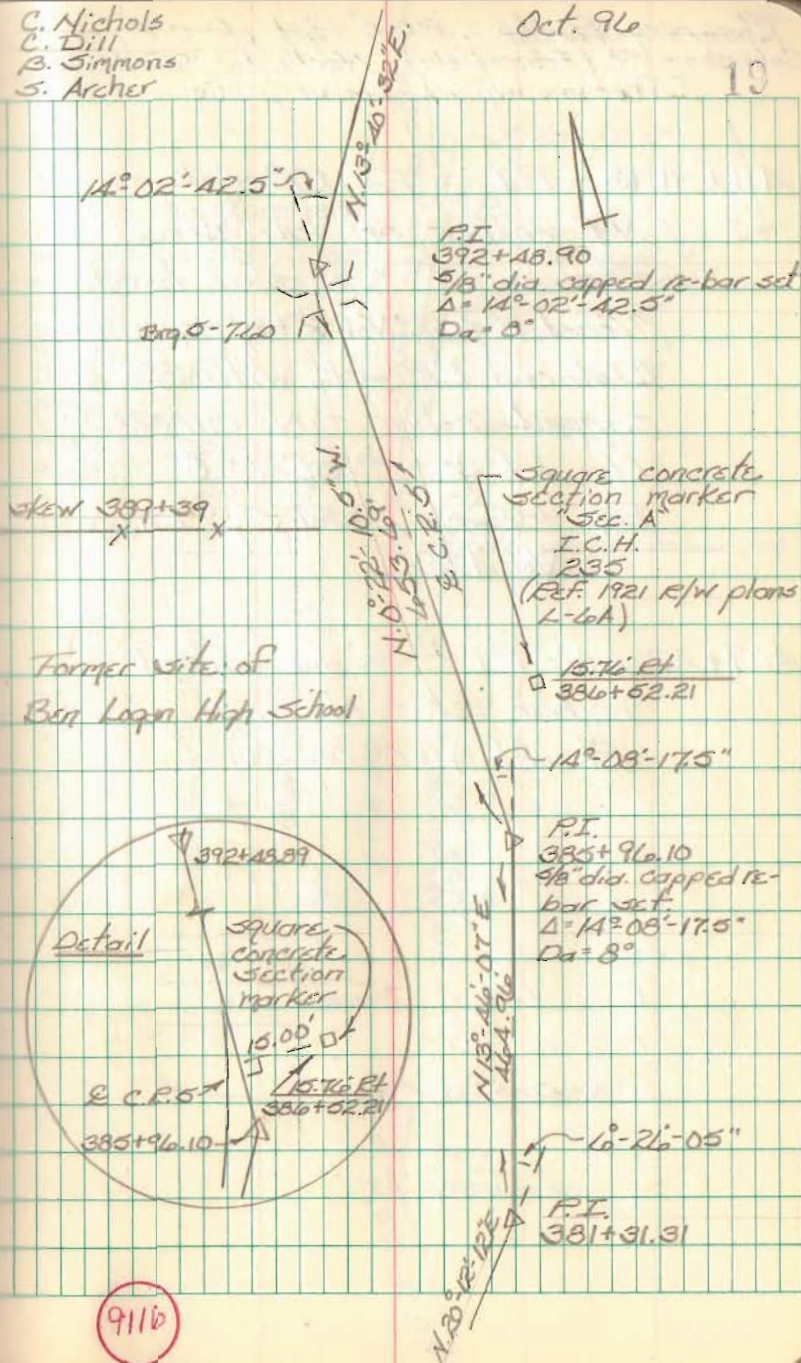 C. Nichols
C. Dill
B. Simmons
S. Archer
Oct. 96
19
N.13°-40'-32"E.
14°-02'-42.5"
P.I.
392+48.90
5/8" dia. capped re-bar set
Δ= 14°-02'-42.5"
Da= 8°
SKEW 389+39
N.0°-22'-10.5" W.
653.62'
℄ C.R. 5
square concrete
section marker
"Sec. A"
I.C.H.
235
(REF. 1921 R/W plans
L-6A)
15.76' Rt
386+52.21
Former site of
Ben Logan High School
14°-08'-17.5"
P.I.
385+96.10
5/8" dia. capped re-
bar set
Δ=14°-08'-17.5"
Da= 8°
392+48.89
Detail
square
concrete
section
marker
15.00'
℄ C.R. 5
15.76' Rt
386+52.21
385+96.10
N13°-46'-07" E
464.96'
6°-26'-05"
P.I.
381+31.31
N.20°-12'-12"E
9116